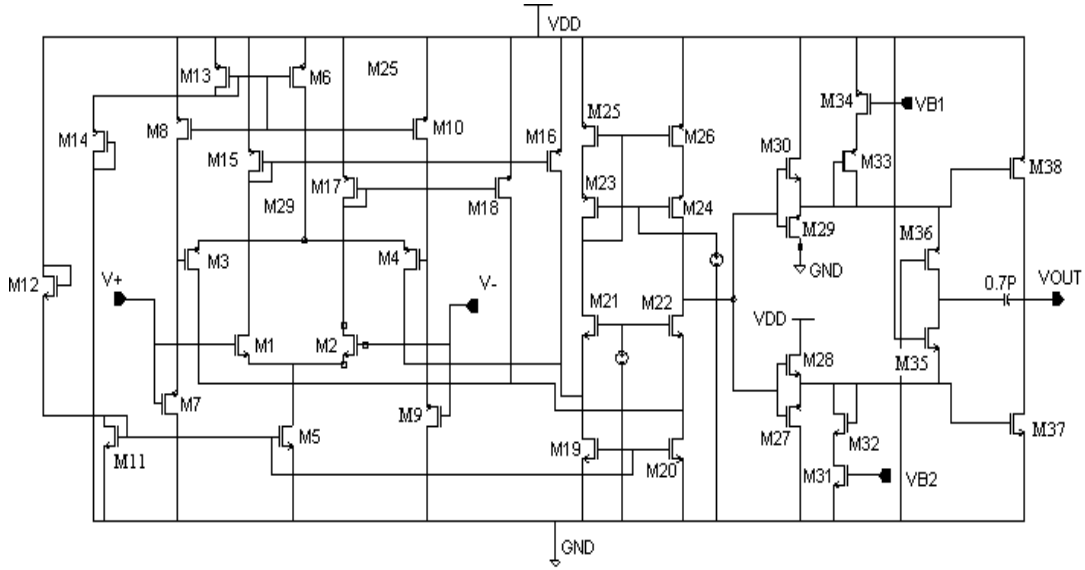 VDD
M13
M6
M25
M14
M8
M10
M16
M25
M26
M34
VB1
M30
M33
M15
M17
M18
M23
M24
M38
M29
M29
M36
GND
M3
M4
M12
V+
V-
M21
M22
0.7P
VOUT
VDD
M1
M2
M35
M28
M7
M9
M5
M11
M19
M20
M27
M32
M37
M31
VB2
GND